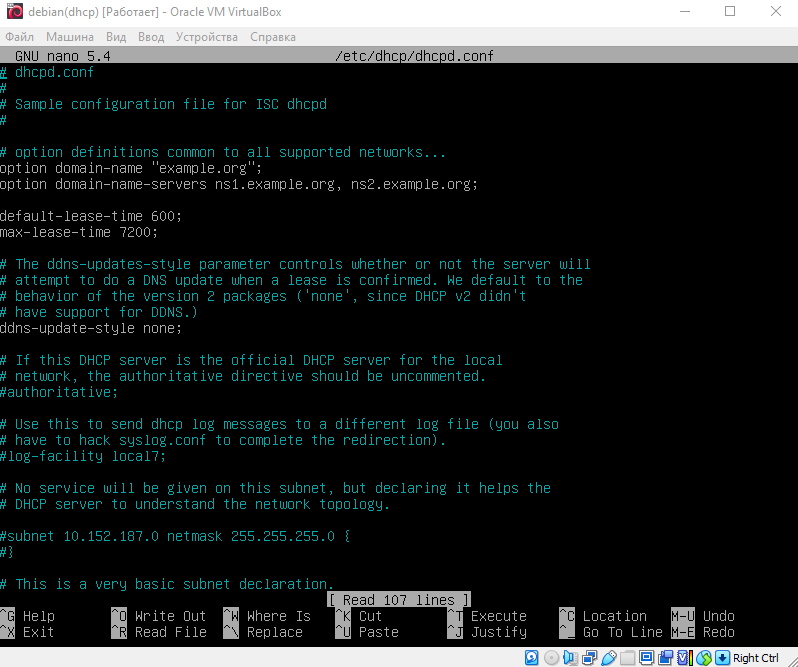 debian(dhcp) [Работает] - Oracle VM VirtualBox
Файл Машина Вид Ввод Устройства Справка
GNU nano 5.4 /etc/dhcp/dhcpd.conf
# dhcpd.conf
#
# Sample configuration file for ISC dhcpd
#
# option definitions common to all supported networks...
option domain-name "example.org";
option domain-name-servers ns1.example.org, ns2.example.org;
default-lease-time 600;
max-lease-time 7200;
# The ddns-updates-style parameter controls whether or not the server will
# attempt to do a DNS update when a lease is confirmed. We default to the
# behavior of the version 2 packages ('none', since DHCP v2 didn't
# have support for DDNS.)
ddns-update-style none;
# If this DHCP server is the official DHCP server for the local
# network, the authoritative directive should be uncommented.
#authoritative;
# Use this to send dhcp log messages to a different log file (you also
# have to hack syslog.conf to complete the redirection).
#log-facility local7;
# No service will be given on this subnet, but declaring it helps the
# DHCP server to understand the network topology.
#subnet 10.152.187.0 netmask 255.255.255.0 {
#}
# This is a very basic subnet declaration.
[ Read 107 lines ]
^G Help ^O Write Out ^W Where Is ^K Cut ^T Execute ^C Location M-U Undo
^X Exit ^R Read File ^\ Replace ^U Paste ^J Justify ^_ Go To Line M-E Redo
Right Ctrl